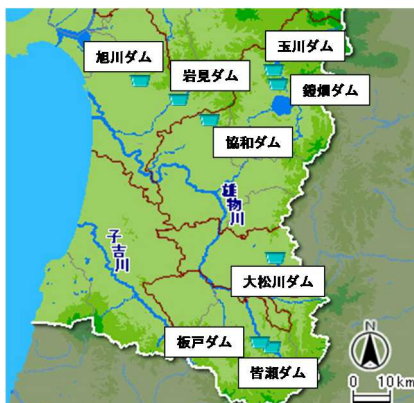 玉川ダム
旭川ダム
岩見ダム
鎧畑ダム
協和ダム
雄物川
子吉川
大松川ダム
板戸ダム
皆瀬ダム
N
0 10km